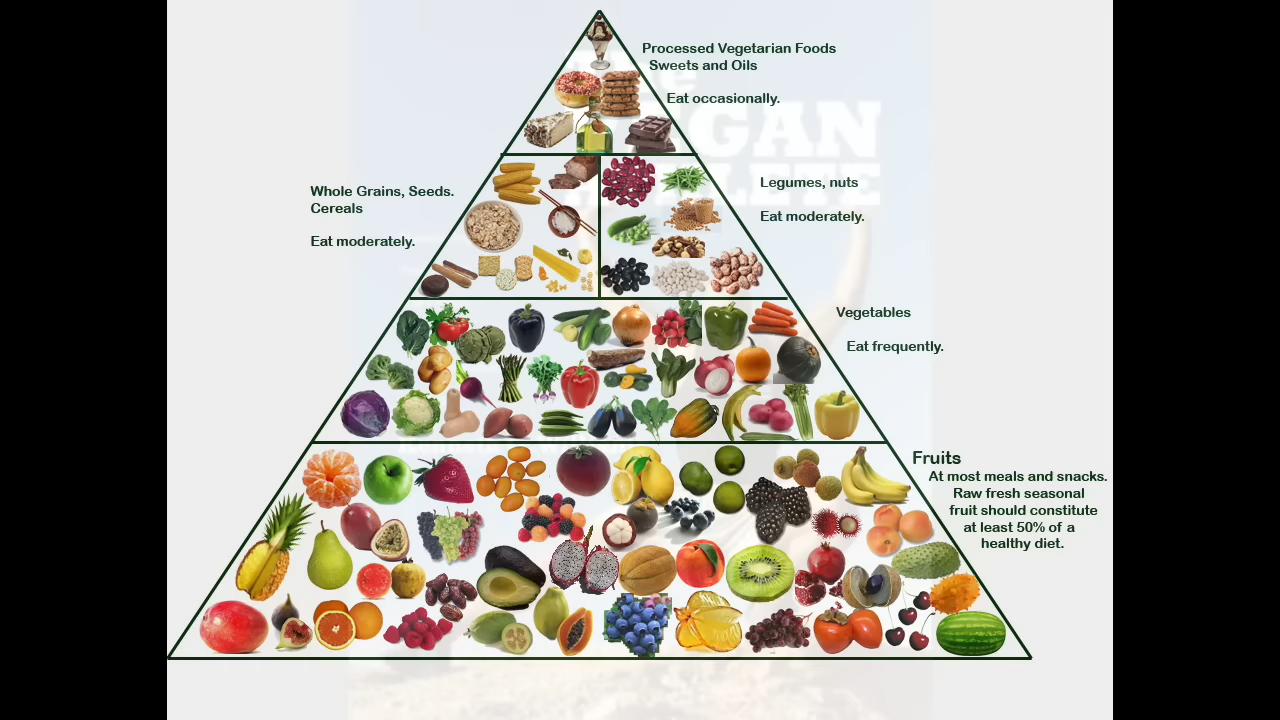 Processed Vegetarian Foods
Sweets and Oils
Eat occasionally.
Whole Grains, Seeds.
Cereals
Eat moderately.
Legumes, nuts
Eat moderately.
Vegetables
Eat frequently.
Fruits
At most meals and snacks.
Raw fresh seasonal
fruit should constitute
at least 50% of a
healthy diet.